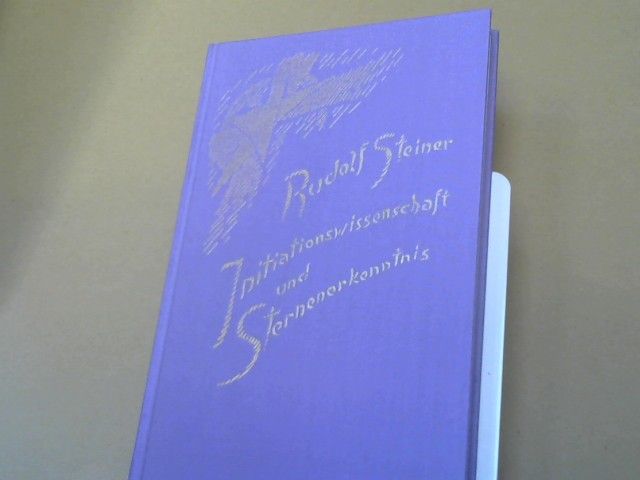 Rudolf Steiner
Initiationswissenschaft
und
Sternenerkenntnis